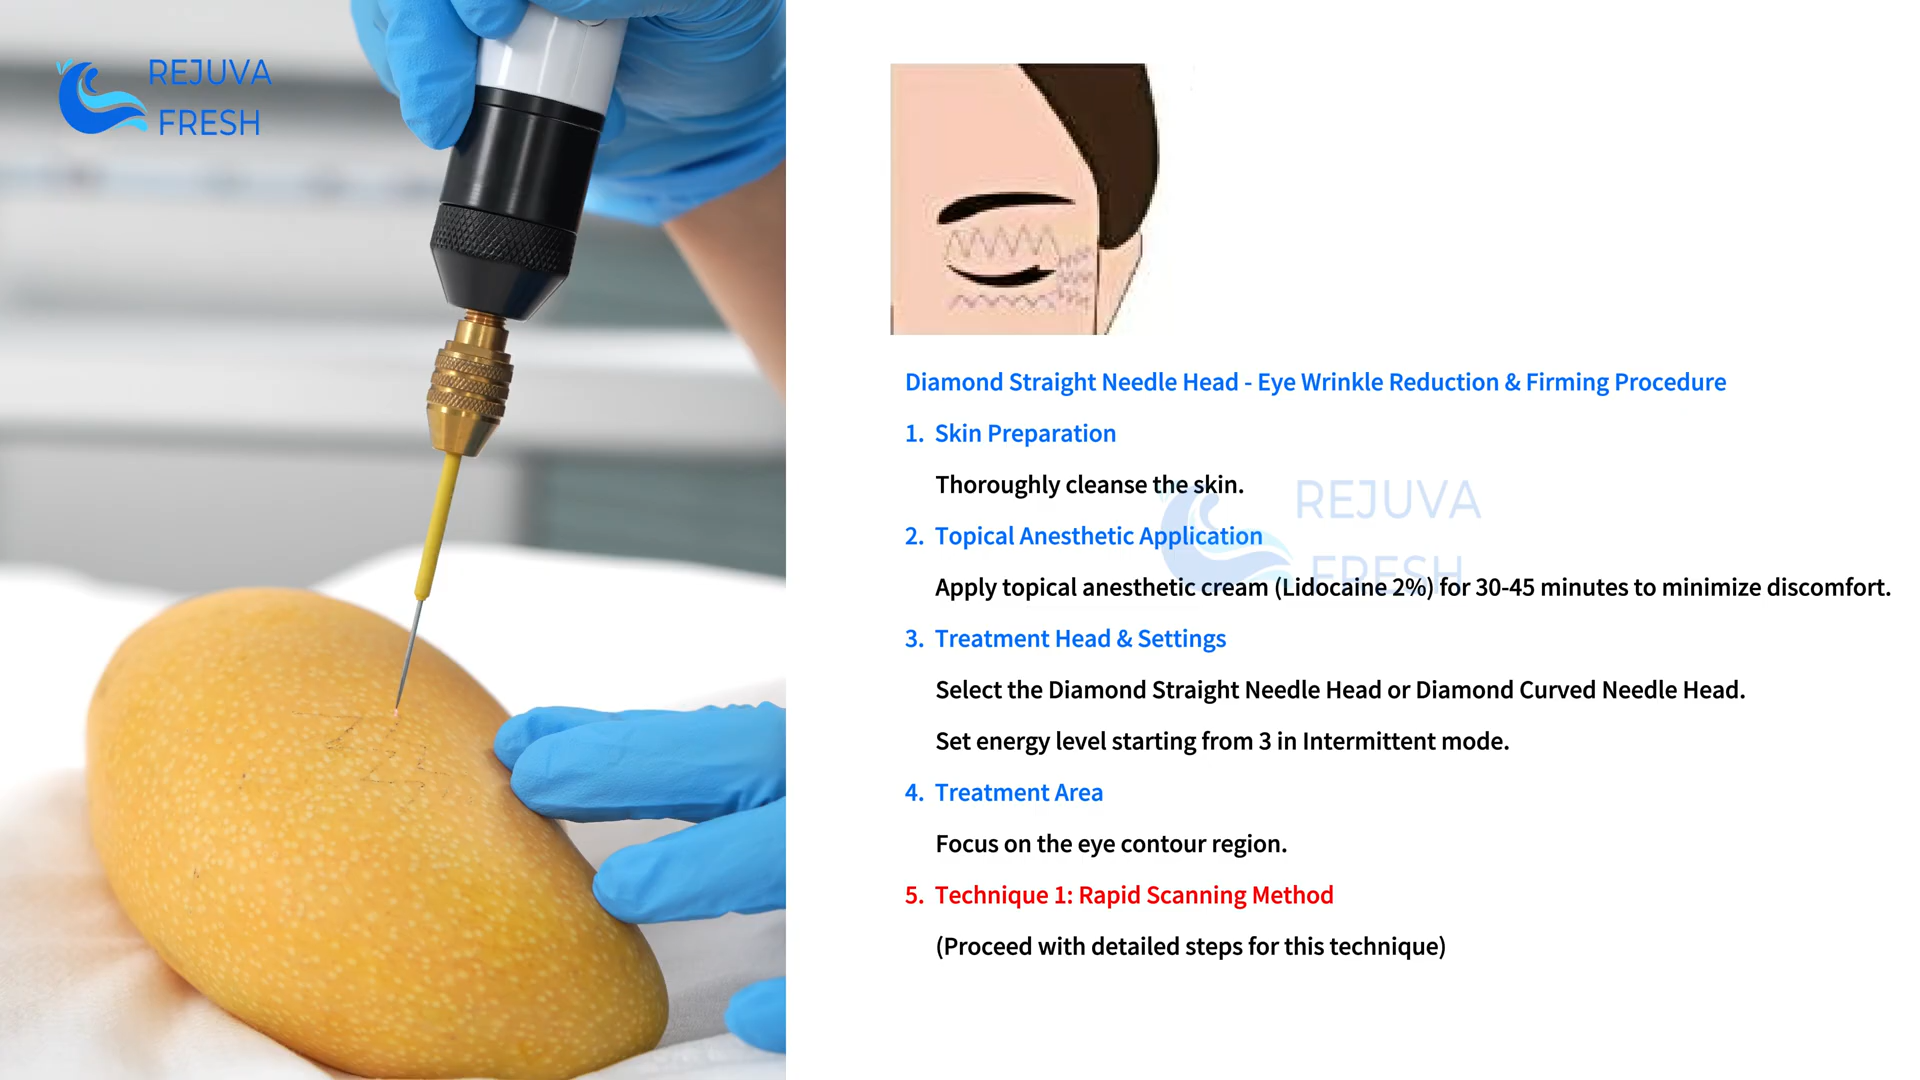 REJUVA
FRESH
Diamond Straight Needle Head - Eye Wrinkle Reduction & Firming Procedure
1. Skin Preparation
Thoroughly cleanse the skin.
2. Topical Anesthetic Application
Apply topical anesthetic cream (Lidocaine 2%) for 30-45 minutes to minimize discomfort.
3. Treatment Head & Settings
Select the Diamond Straight Needle Head or Diamond Curved Needle Head.
Set energy level starting from 3 in Intermittent mode.
4. Treatment Area
Focus on the eye contour region.
5. Technique 1: Rapid Scanning Method
(Proceed with detailed steps for this technique)
REJUVA
FRESH